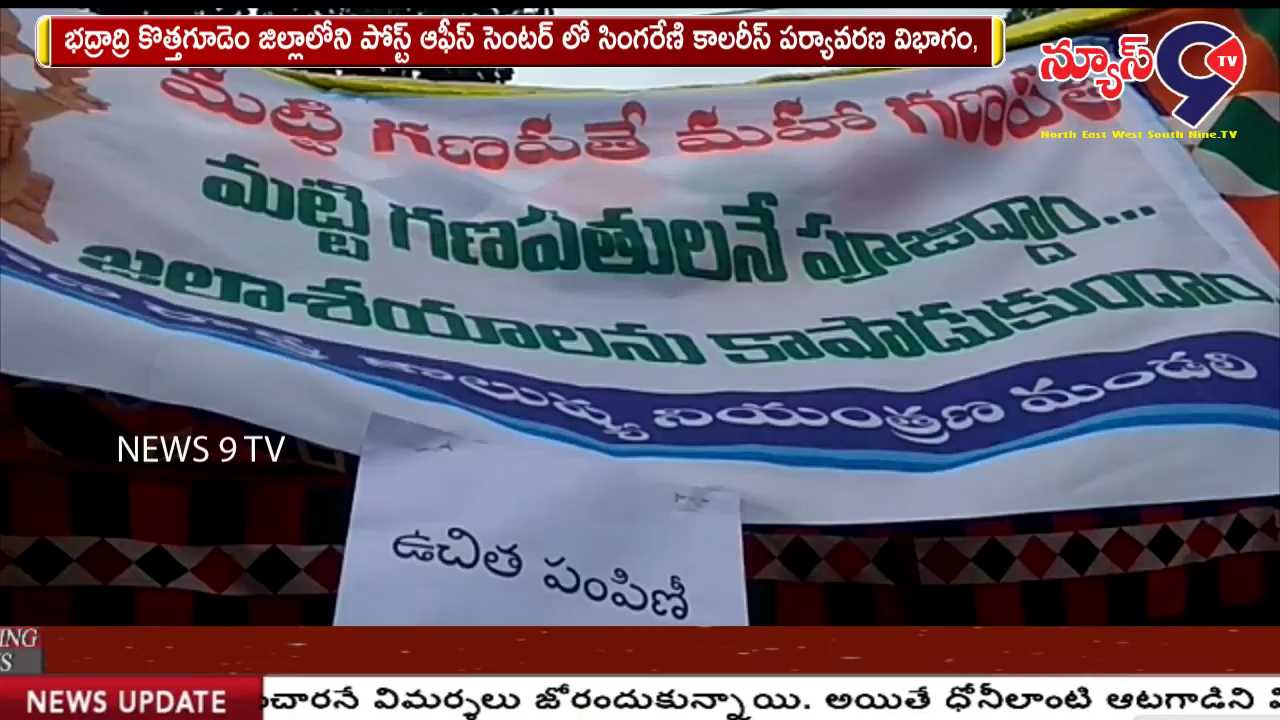 భద్రాద్రి కొత్తగూడెం జిల్లాలోని పోస్ట్ ఆఫీస్ సెంటర్ లో సింగరేణి కాలరీస్ పర్యావరణ విభాగం,
న్యూస్ 9 TV
North East West South Nine.TV
మట్టి గణపతే మహా గణపతి
మట్టి గణపతులనే పూజిద్దాం...
జలాశయాలను కాపాడుకుందాం
కాలుష్య నియంత్రణ మండలి
NEWS 9 TV
ఉచిత పంపిణీ
NEWS UPDATE
విమర్శలు జోరందుకున్నాయి. అయితే ధోనీలాంటి ఆటగాడిని